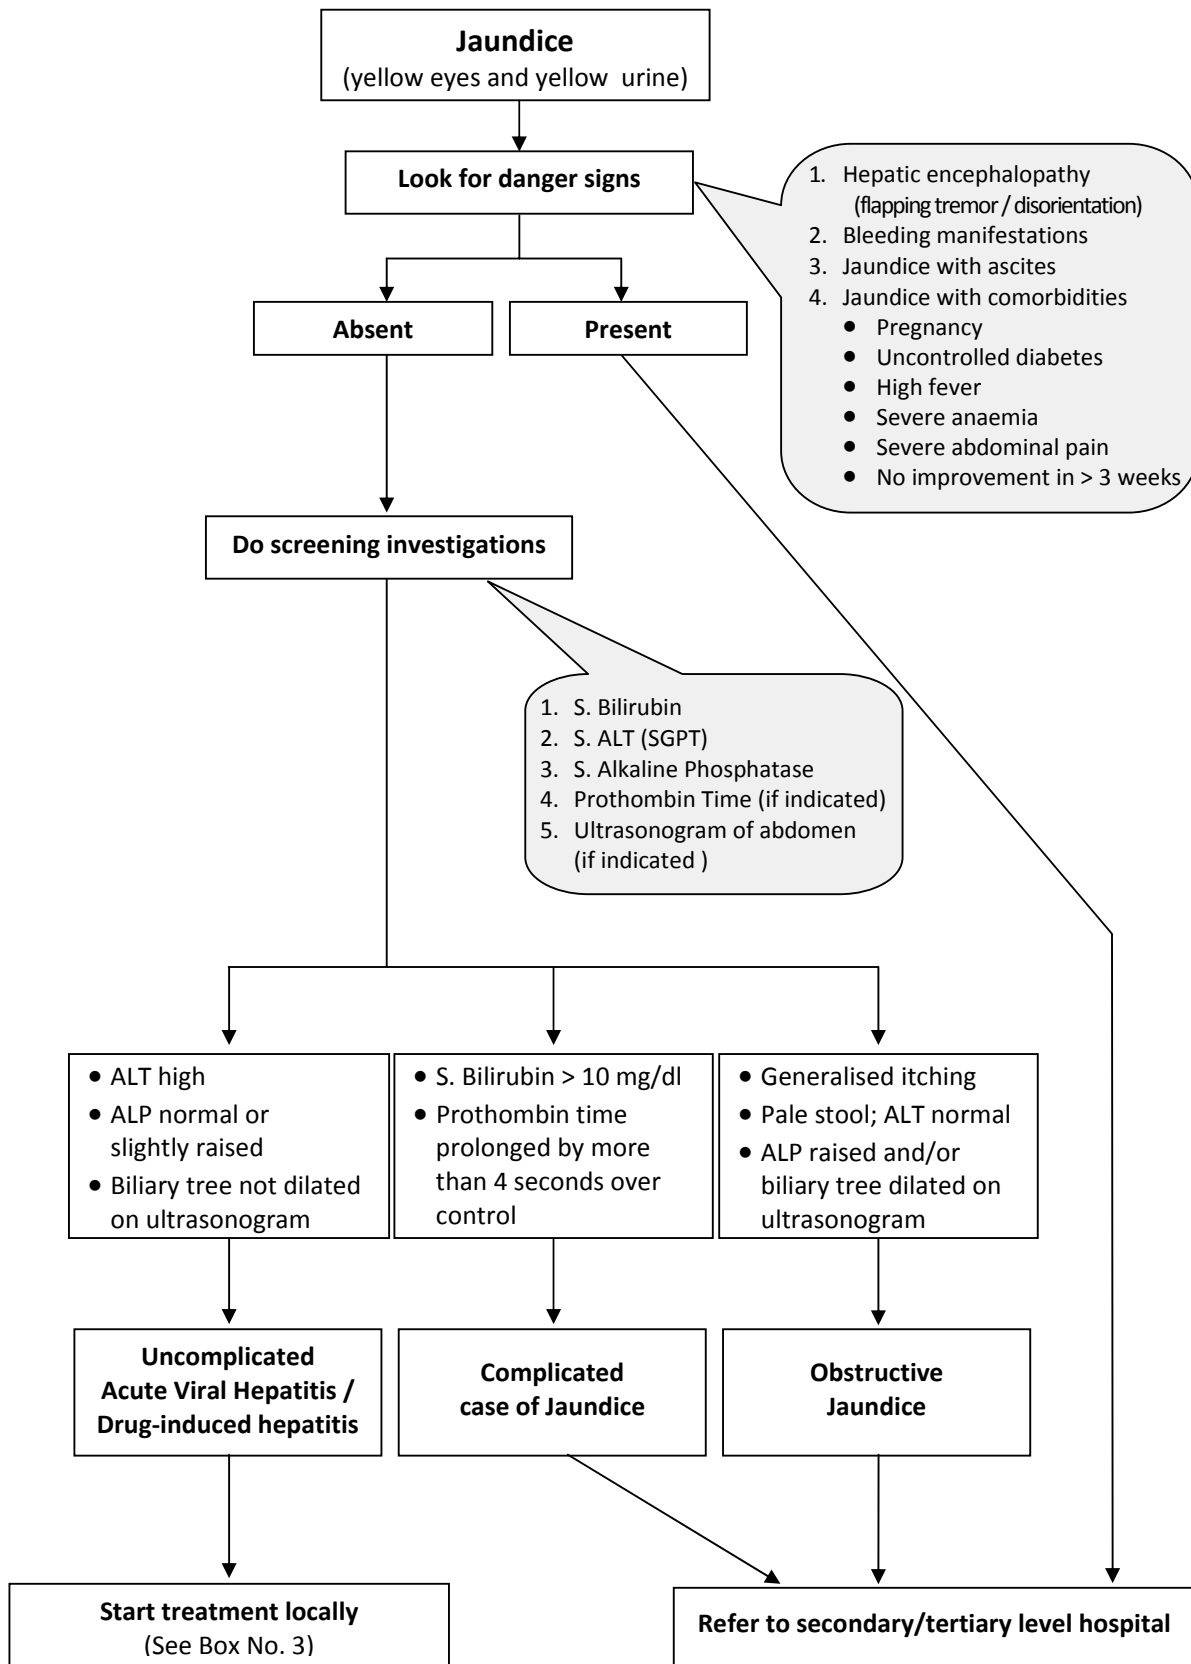 Jaundice
(yellow eyes and yellow urine)
Look for danger signs
1. Hepatic encephalopathy
(flapping tremor / disorientation)
2. Bleeding manifestations
3. Jaundice with ascites
4. Jaundice with comorbidities
• Pregnancy
• Uncontrolled diabetes
• High fever
• Severe anaemia
• Severe abdominal pain
• No improvement in > 3 weeks
Absent
Present
Do screening investigations
1. S. Bilirubin
2. S. ALT (SGPT)
3. S. Alkaline Phosphatase
4. Prothombin Time (if indicated)
5. Ultrasonogram of abdomen
(if indicated )
• ALT high
• ALP normal or
slightly raised
• Biliary tree not dilated
on ultrasonogram
• S. Bilirubin > 10 mg/dl
• Prothombin time
prolonged by more
than 4 seconds over
control
• Generalised itching
• Pale stool; ALT normal
• ALP raised and/or
biliary tree dilated on
ultrasonogram
Uncomplicated
Acute Viral Hepatitis /
Drug-induced hepatitis
Complicated
case of Jaundice
Obstructive
Jaundice
Start treatment locally
(See Box No. 3)
Refer to secondary/tertiary level hospital